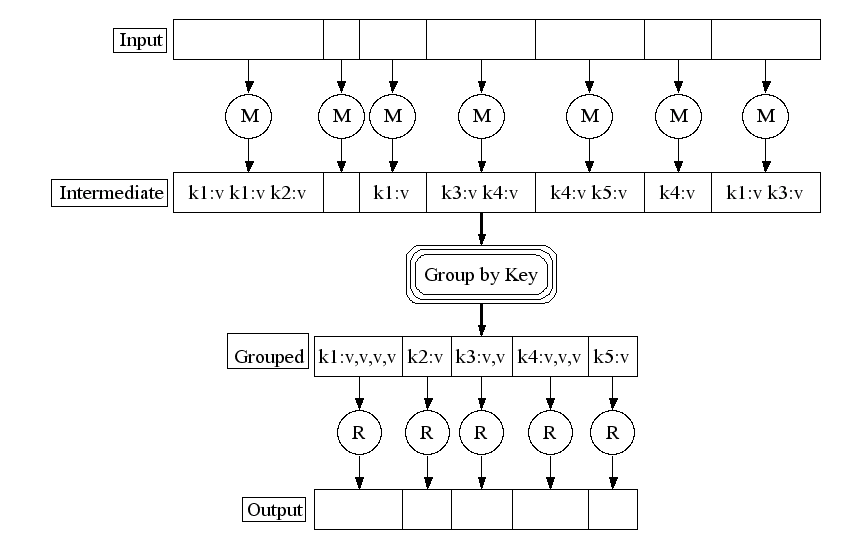 Input
M M M M M M M
Intermediate k1:v k1:v k2:v k1:v k3:v k4:v k4:v k5:v k4:v k1:v k3:v
Group by Key
Grouped k1:v,v,v,v k2:v k3:v,v k4:v,v,v k5:v
R R R R R
Output